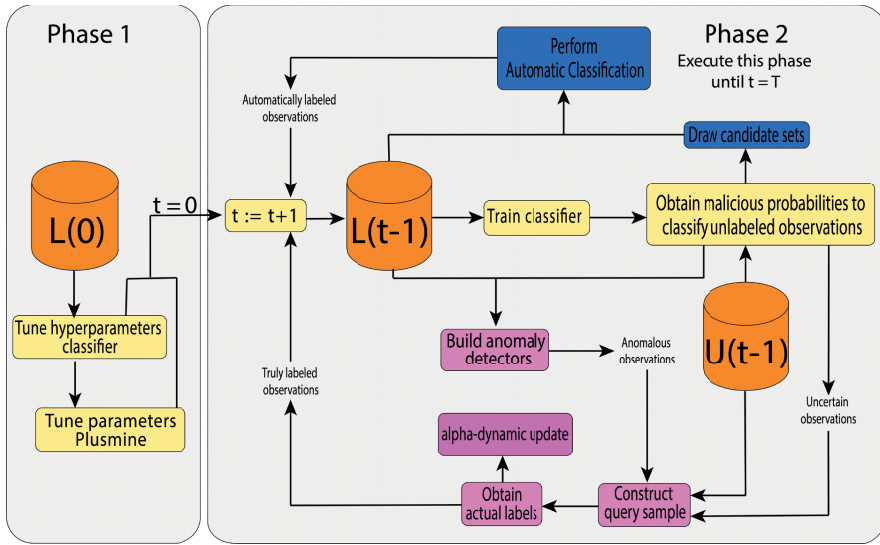 Phase 1
Phase 2
Execute this phase
until t = T
Perform
Automatic Classification
Automatically labeled
observations
Draw candidate sets
L(0)
t = 0
t := t+1
L(t-1)
Train classifier
Obtain malicious probabilities to
classify unlabeled observations
Tune hyperparameters
classifier
Build anomaly
detectors
Anomalous
observations
U(t-1)
Truly labeled
observations
Tune parameters
Plusmine
alpha-dynamic update
Uncertain
observations
Obtain
actual labels
Construct
query sample